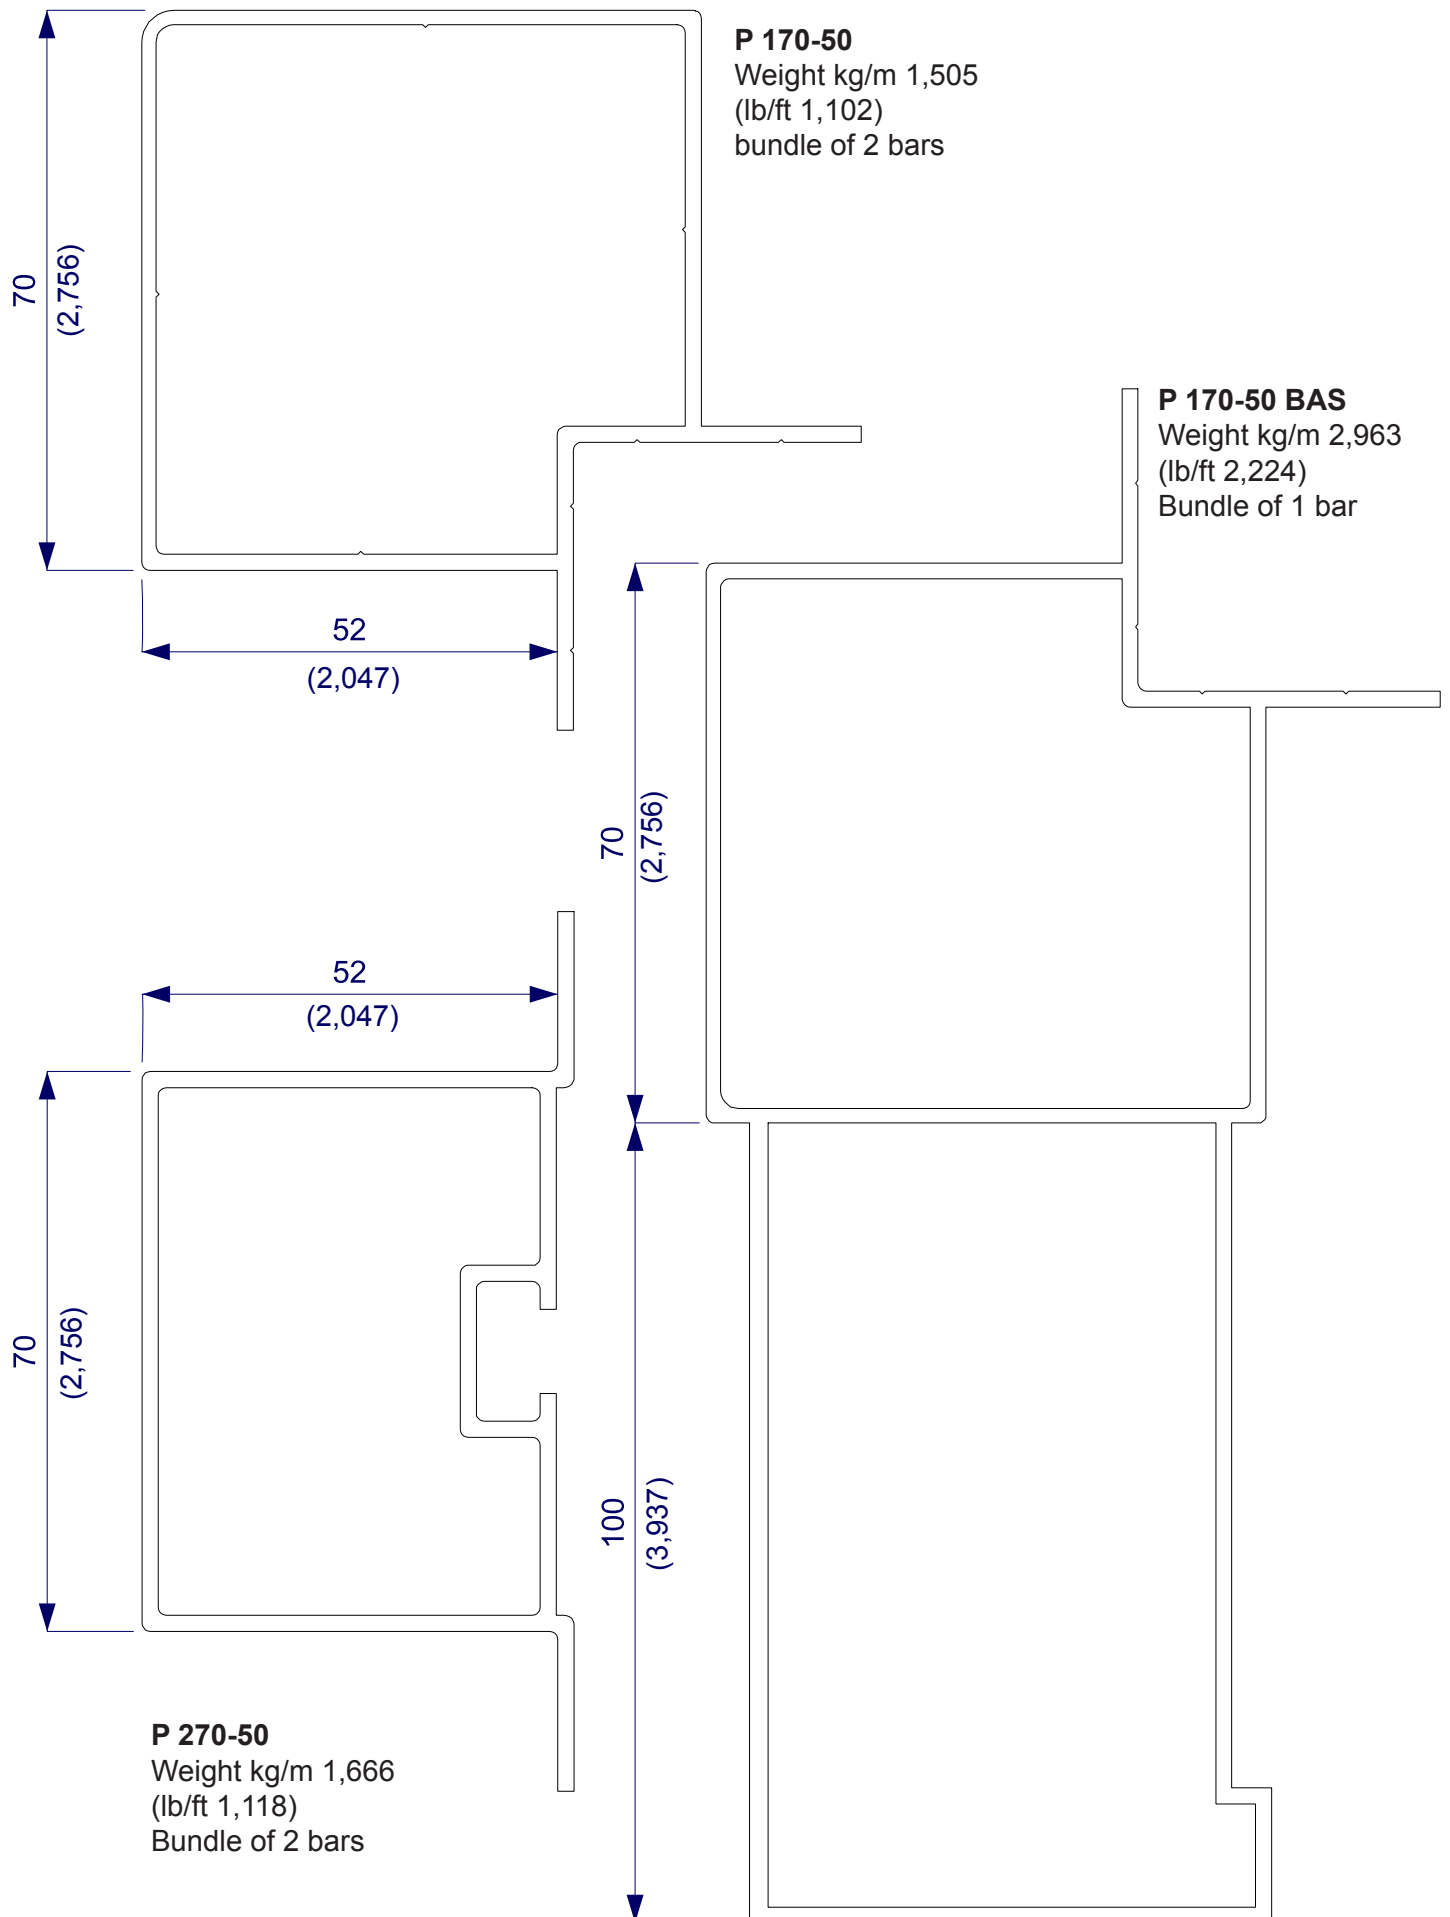 P 170-50
Weight kg/m 1,505
(lb/ft 1,102)
bundle of 2 bars
70
(2,756)
52
(2,047)
P 170-50 BAS
Weight kg/m 2,963
(lb/ft 2,224)
Bundle of 1 bar
70
(2,756)
100
(3,937)
52
(2,047)
70
(2,756)
P 270-50
Weight kg/m 1,666
(lb/ft 1,118)
Bundle of 2 bars